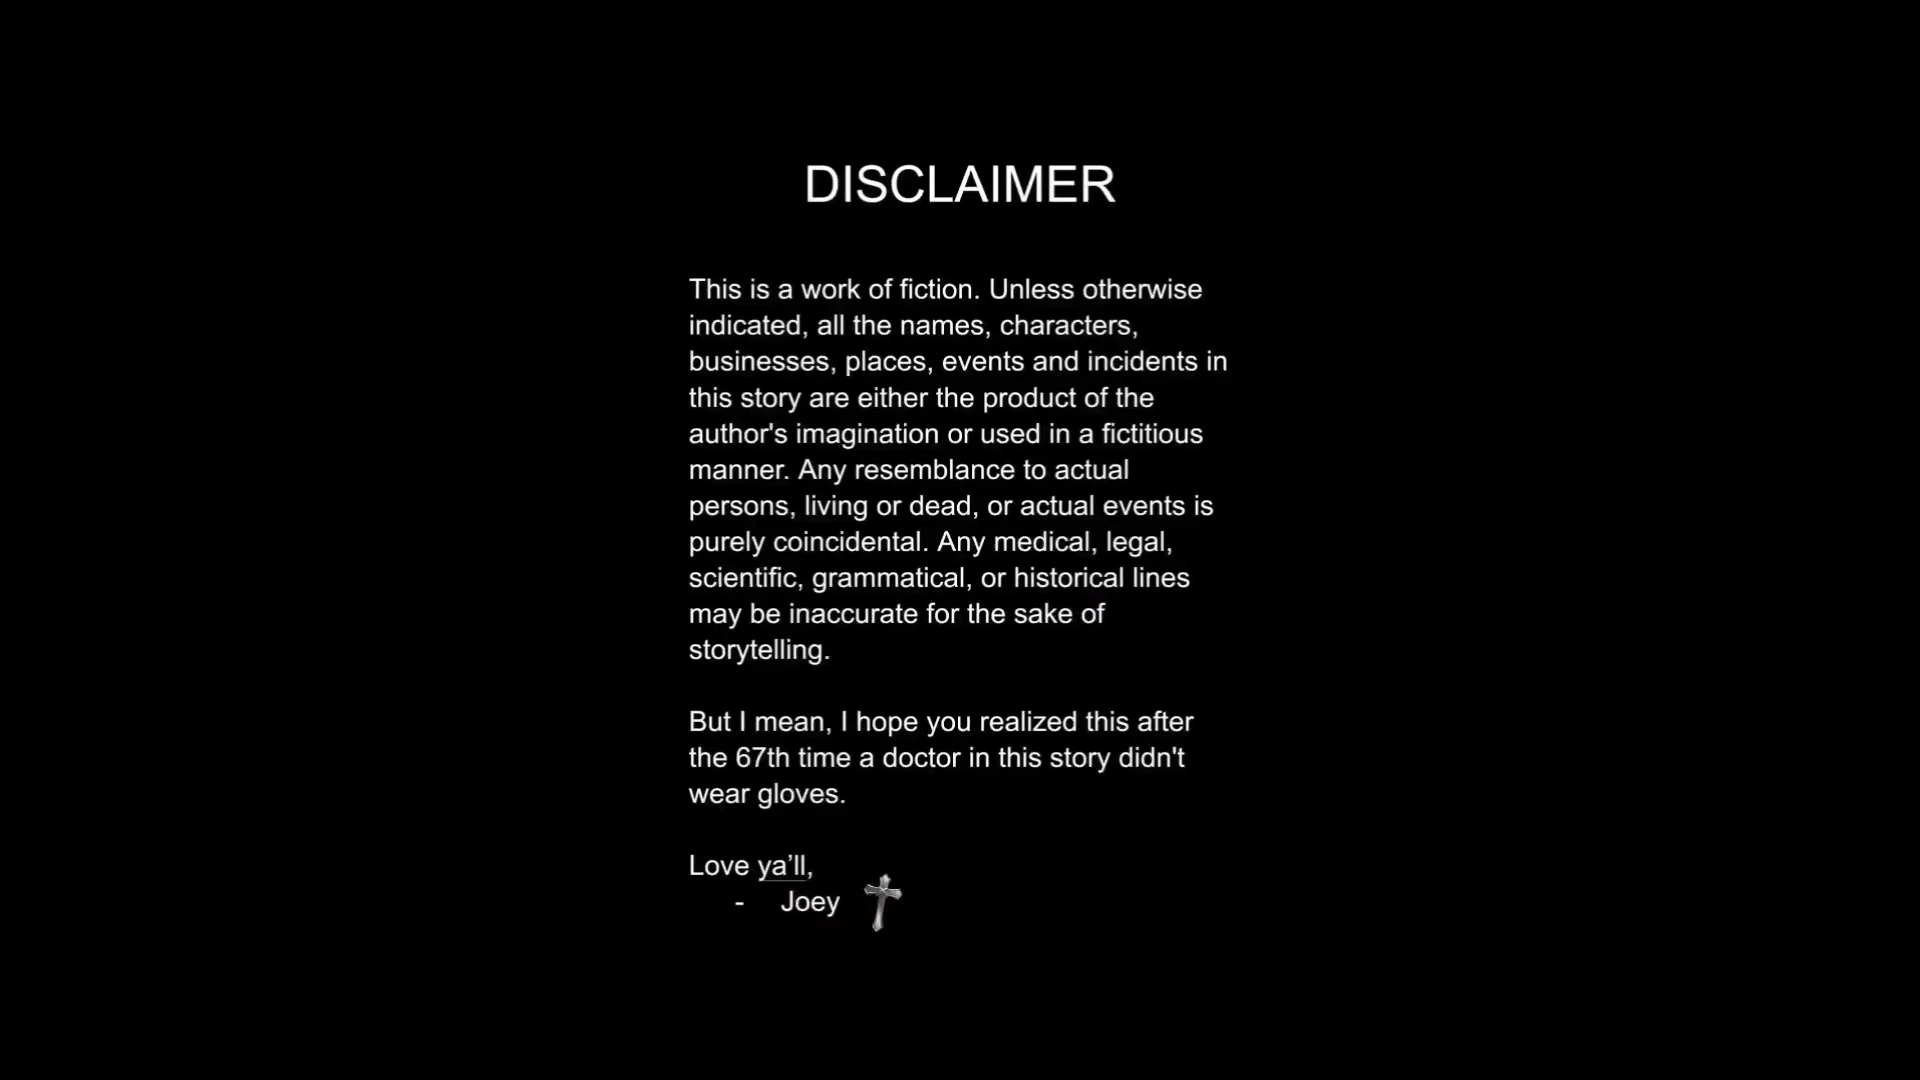 DISCLAIMER
This is a work of fiction. Unless otherwise
indicated, all the names, characters,
businesses, places, events and incidents in
this story are either the product of the
author's imagination or used in a fictitious
manner. Any resemblance to actual
persons, living or dead, or actual events is
purely coincidental. Any medical, legal,
scientific, grammatical, or historical lines
may be inaccurate for the sake of
storytelling.
But I mean, I hope you realized this after
the 67th time a doctor in this story didn't
wear gloves.
Love ya’ll,
- Joey